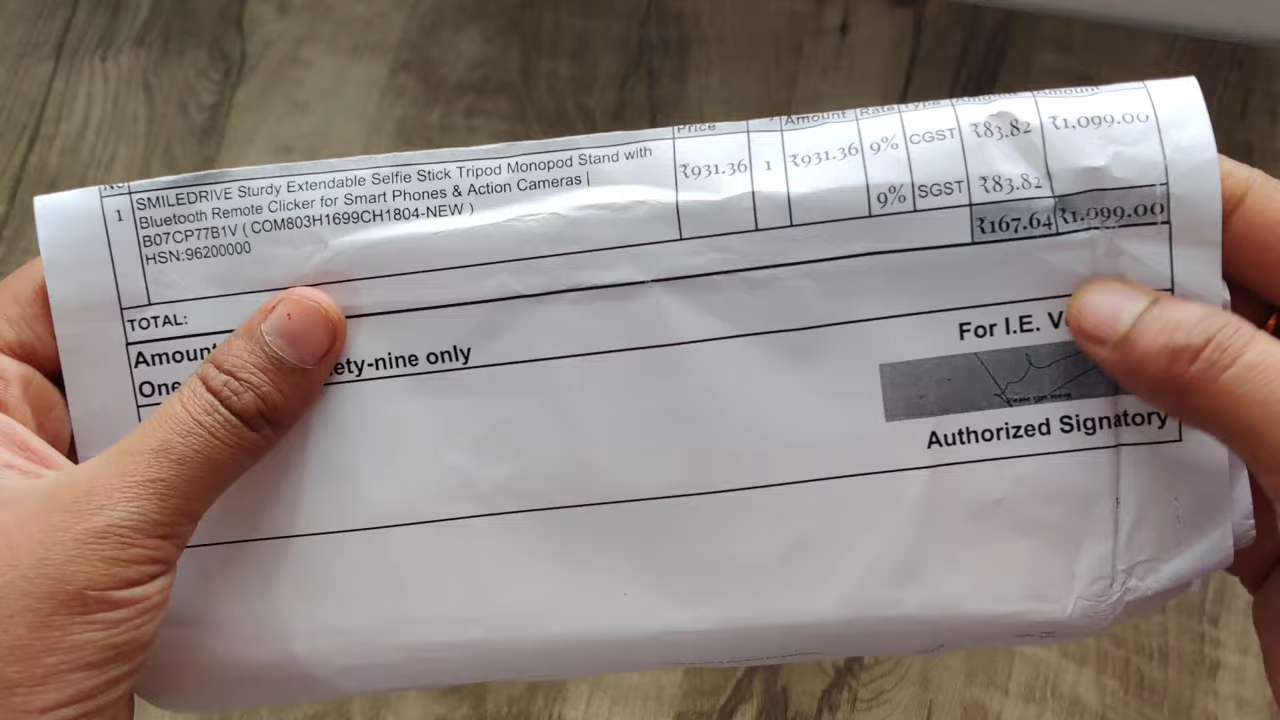 No
Price
Amount Rate Type Amount Amount
1 SMILEDRIVE Sturdy Extendable Selfie Stick Tripod Monopod Stand with
Bluetooth Remote Clicker for Smart Phones & Action Cameras |
B07CP77B1V ( COM803H1699CH1804-NEW )
HSN:96200000
₹931.36 1 ₹931.36 9% CGST ₹83.82 ₹1,099.00
9% SGST ₹83.82
TOTAL: ₹167.64 ₹1,099.00
Amount
One ety-nine only
For I.E. V
Authorized Signatory